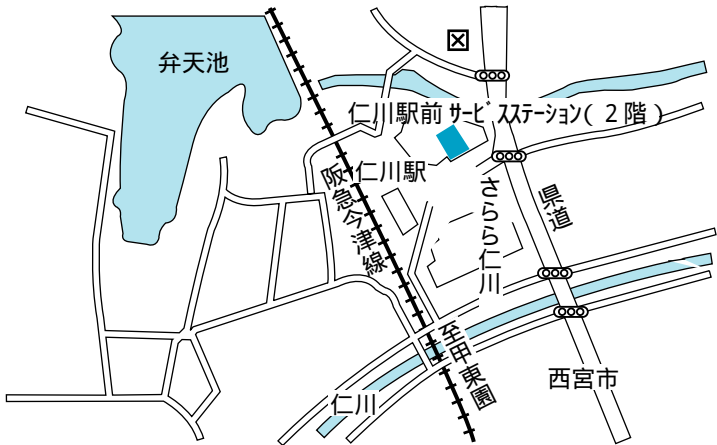 弁天池
仁川駅前サービスステーション(２階)
仁川駅
阪急今津線
さらら仁川
県道
至甲東園
西宮市
仁川